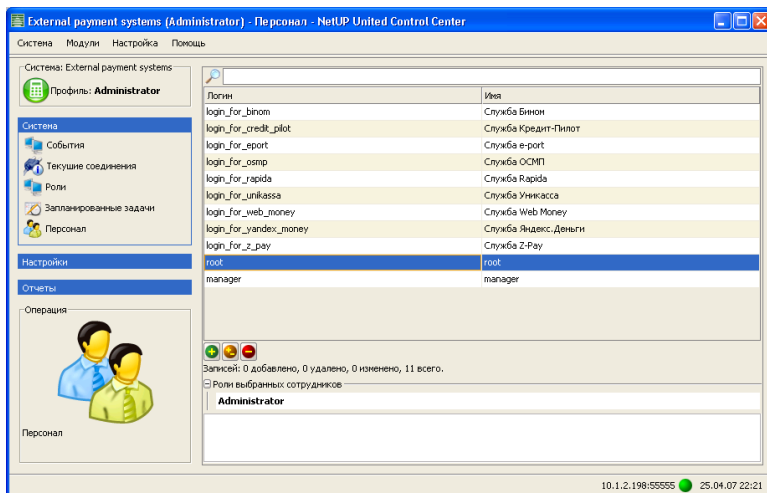 External payment systems (Administrator) - Персонал - NetUP United Control Center
Система Модули Настройка Помощь
Система: External payment systems
Профиль: Administrator
Система
События
Текущие соединения
Роли
Запланированные задачи
Персонал
Настройки
Отчеты
Операция
Персонал
Логин Имя
login_for_binom Служба Бином
login_for_credit_pilot Служба Кредит-Пилот
login_for_eport Служба e-port
login_for_osmp Служба ОСМП
login_for_rapida Служба Rapida
login_for_unikassa Служба Уникасса
login_for_web_money Служба Web Money
login_for_yandex_money Служба Яндекс.Деньги
login_for_z_pay Служба Z-Pay
root root
manager manager
Записей: 0 добавлено, 0 удалено, 0 изменено, 11 всего.
Роли выбранных сотрудников
Administrator
10.1.2.198:55555 25.04.07 22:21